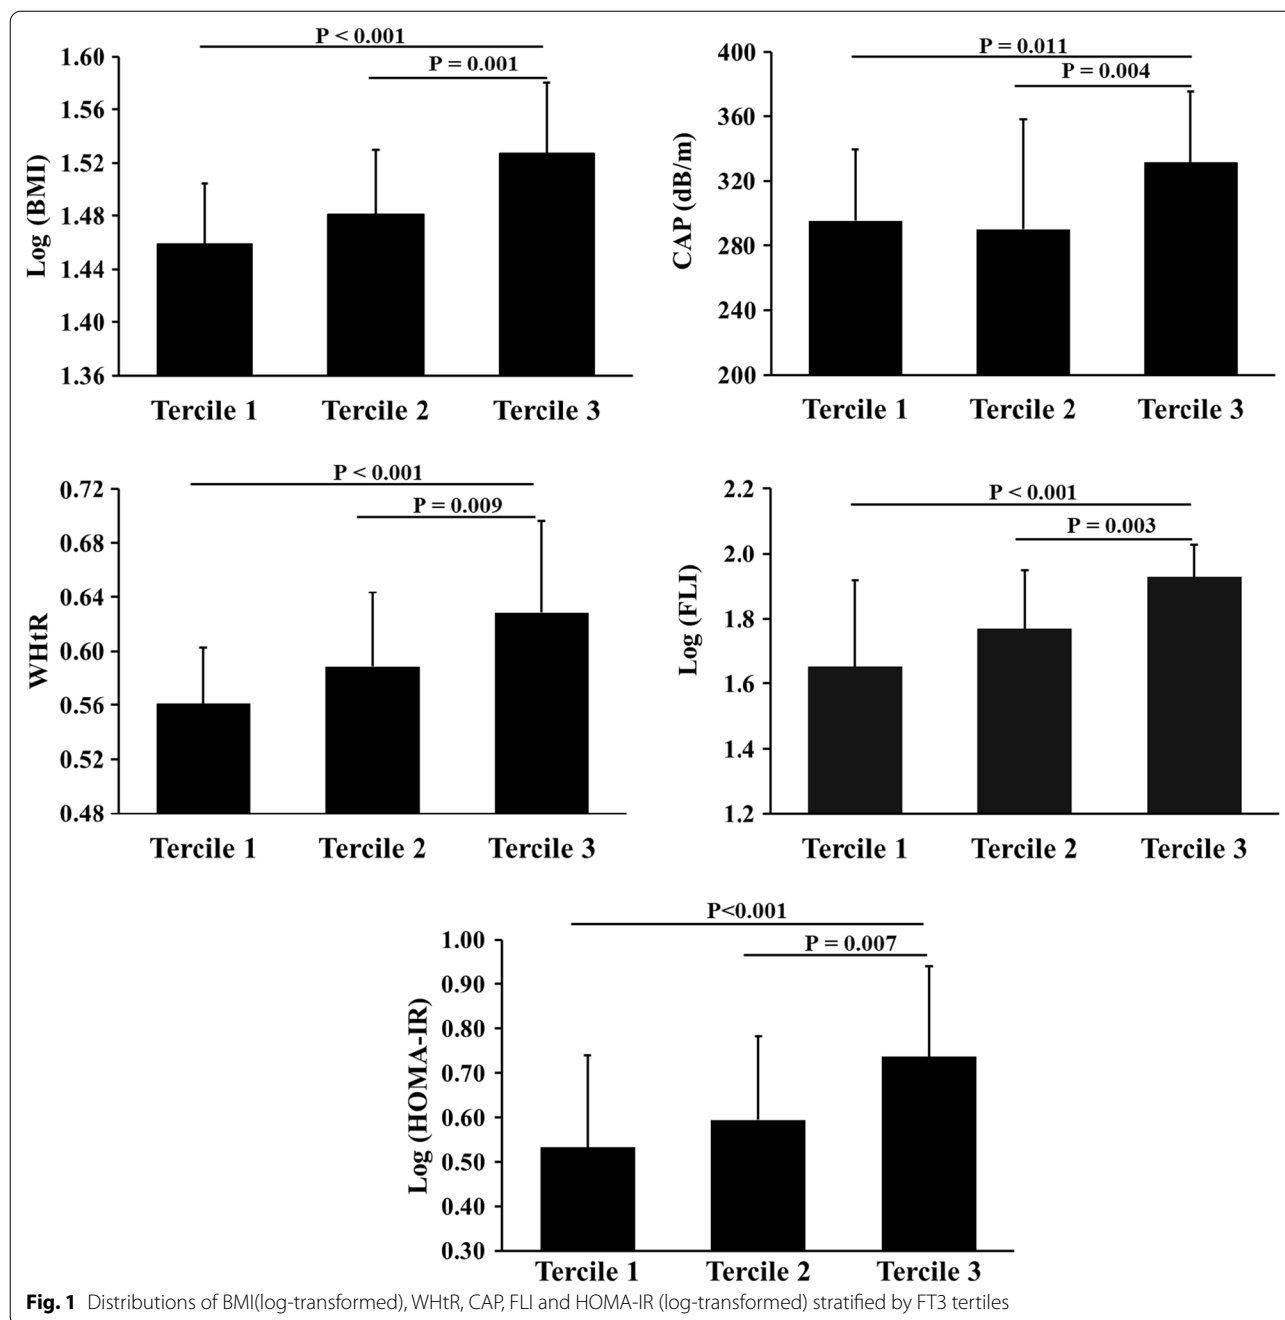 P < 0.001
P = 0.001
1.60
1.56
1.52
1.48
1.44
1.40
1.36
Log (BMI)
Tercile 1 Tercile 2 Tercile 3
P = 0.011
P = 0.004
400
360
320
280
240
200
CAP (dB/m)
Tercile 1 Tercile 2 Tercile 3
P < 0.001
P = 0.009
0.72
0.68
0.64
0.60
0.56
0.52
0.48
WHtR
Tercile 1 Tercile 2 Tercile 3
P < 0.001
P = 0.003
2.2
2.0
1.8
1.6
1.4
1.2
Log (FLI)
Tercile 1 Tercile 2 Tercile 3
P<0.001
P = 0.007
1.00
0.90
0.80
0.70
0.60
0.50
0.40
0.30
Log (HOMA-IR)
Tercile 1 Tercile 2 Tercile 3
Fig. 1 Distributions of BMI(log-transformed), WHtR, CAP, FLI and HOMA-IR (log-transformed) stratified by FT3 tertiles